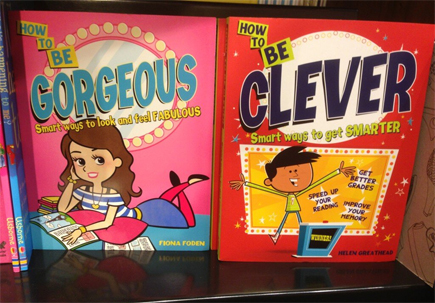 HOW
TO
BE
GORGEOUS
Smart ways to look and feel FABULOUS
FIONA FODEN
HOW
TO
BE
CLEVER
Smart ways to get SMARTER
GET
BETTER
GRADES
SPEED UP
YOUR
READING
IMPROVE
YOUR
MEMORY
HELEN GREATHEAD